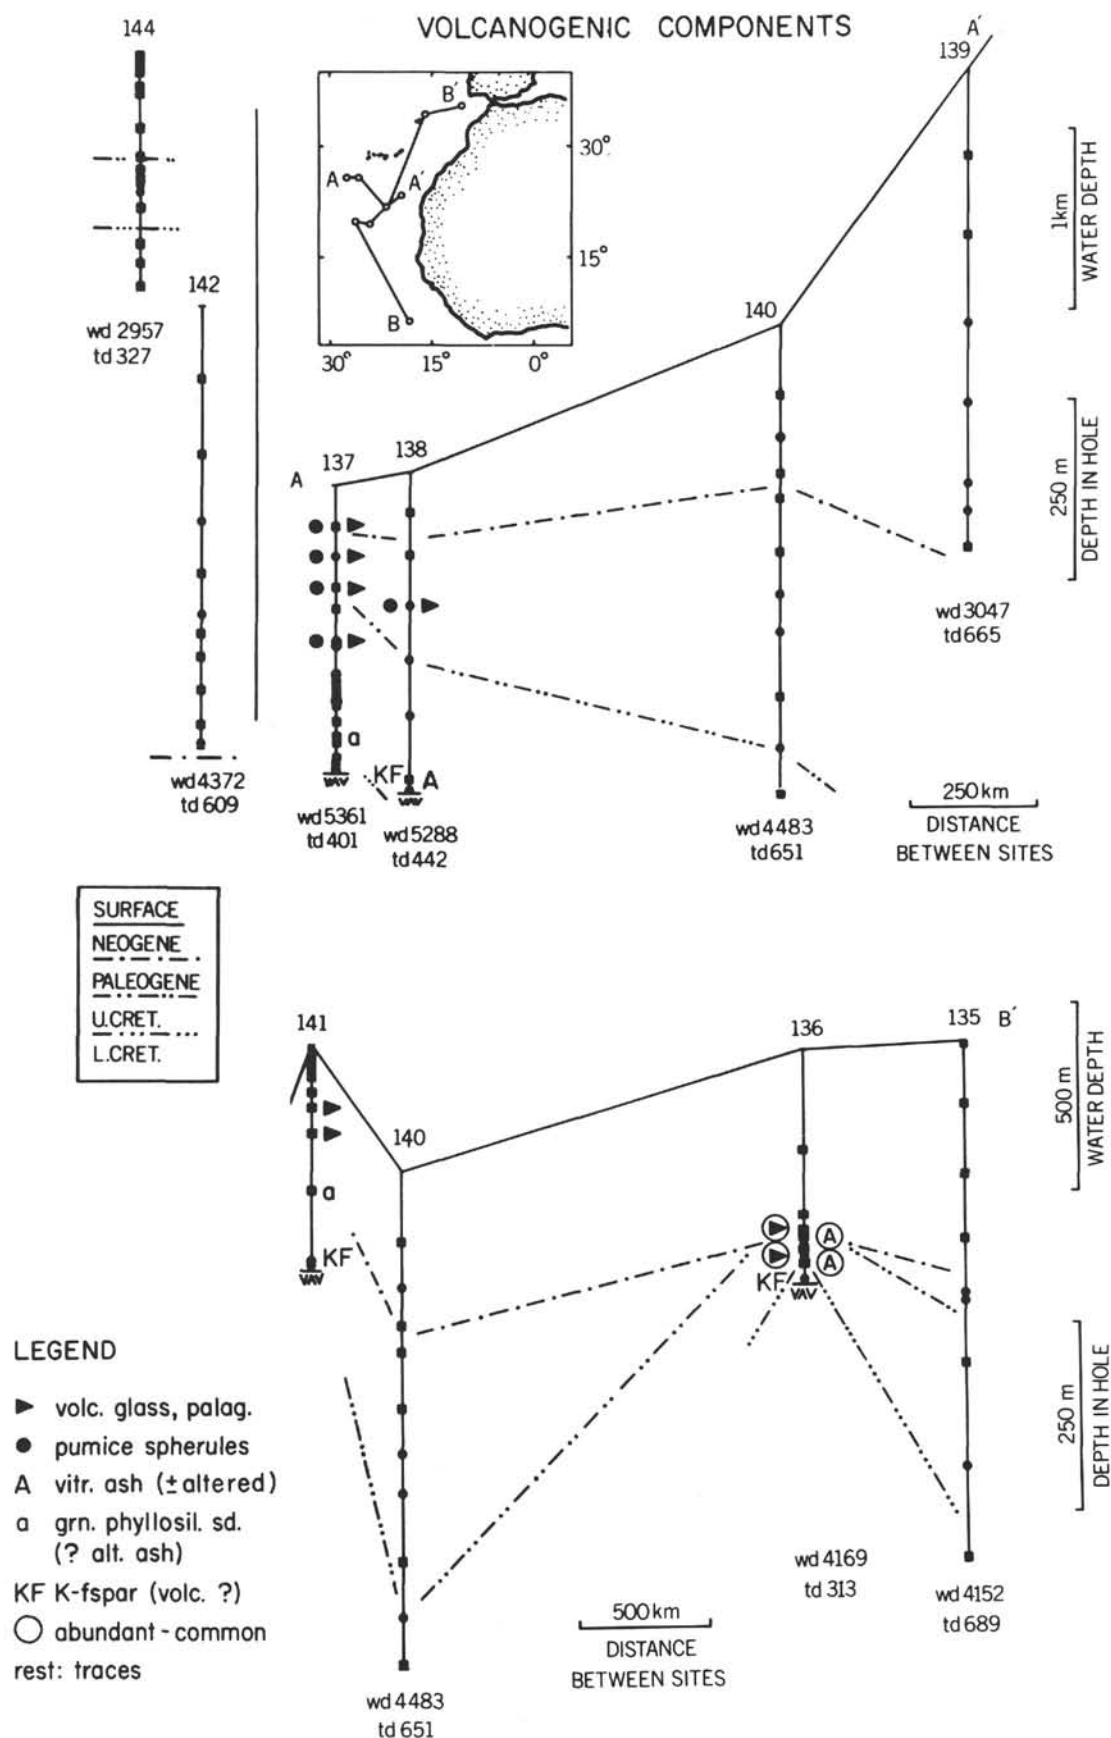 VOLCANOGENIC COMPONENTS
144
wd 2957
td 327
142
wd 4372
td 609
B´
A
A´
B
30°
15°
30°
15°
0°
A´
139
140
A
137
138
a
KF
A
wd 5361
td 401
wd 5288
td 442
wd 4483
td 651
wd 3047
td 665
1km
WATER DEPTH
250 m
DEPTH IN HOLE
250 km
DISTANCE
BETWEEN SITES
SURFACE
NEOGENE
PALEOGENE
U.CRET.
L.CRET.
141
140
136
135
B´
a
KF
A
A
KF
500 m
WATER DEPTH
250 m
DEPTH IN HOLE
wd 4169
td 313
wd 4152
td 689
500 km
DISTANCE
BETWEEN SITES
wd 4483
td 651
LEGEND
volc. glass, palag.
pumice spherules
A vitr. ash (±altered)
a grn. phyllosil. sd.
(? alt. ash)
KF K-fspar (volc. ?)
abundant - common
rest: traces